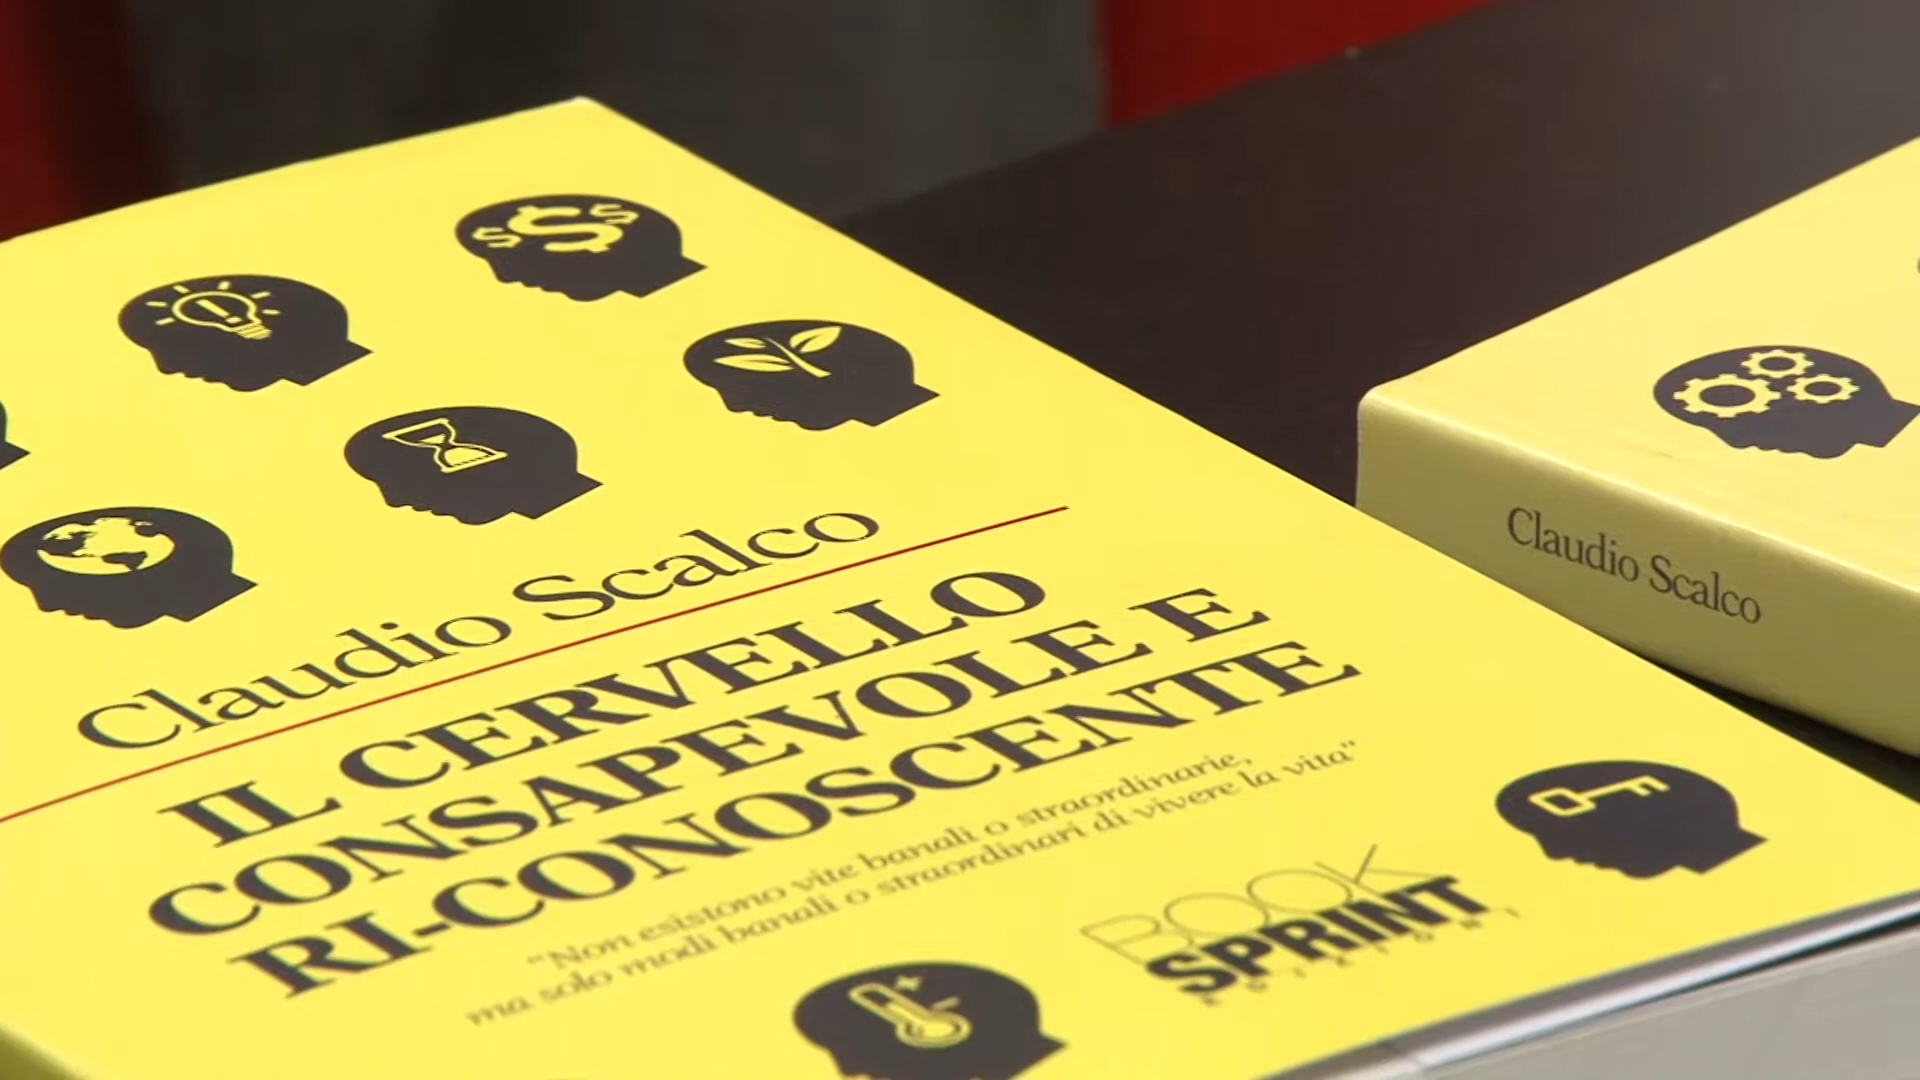 Claudio Scalco
IL CERVELLO
CONSAPEVOLE E
RI-CONOSCENTE
“Non esistono vite banali o straordinarie,
ma solo modi banali o straordinari di vivere la vita”
BOOK
SPRINT
EDIZIONI
Claudio Scalco